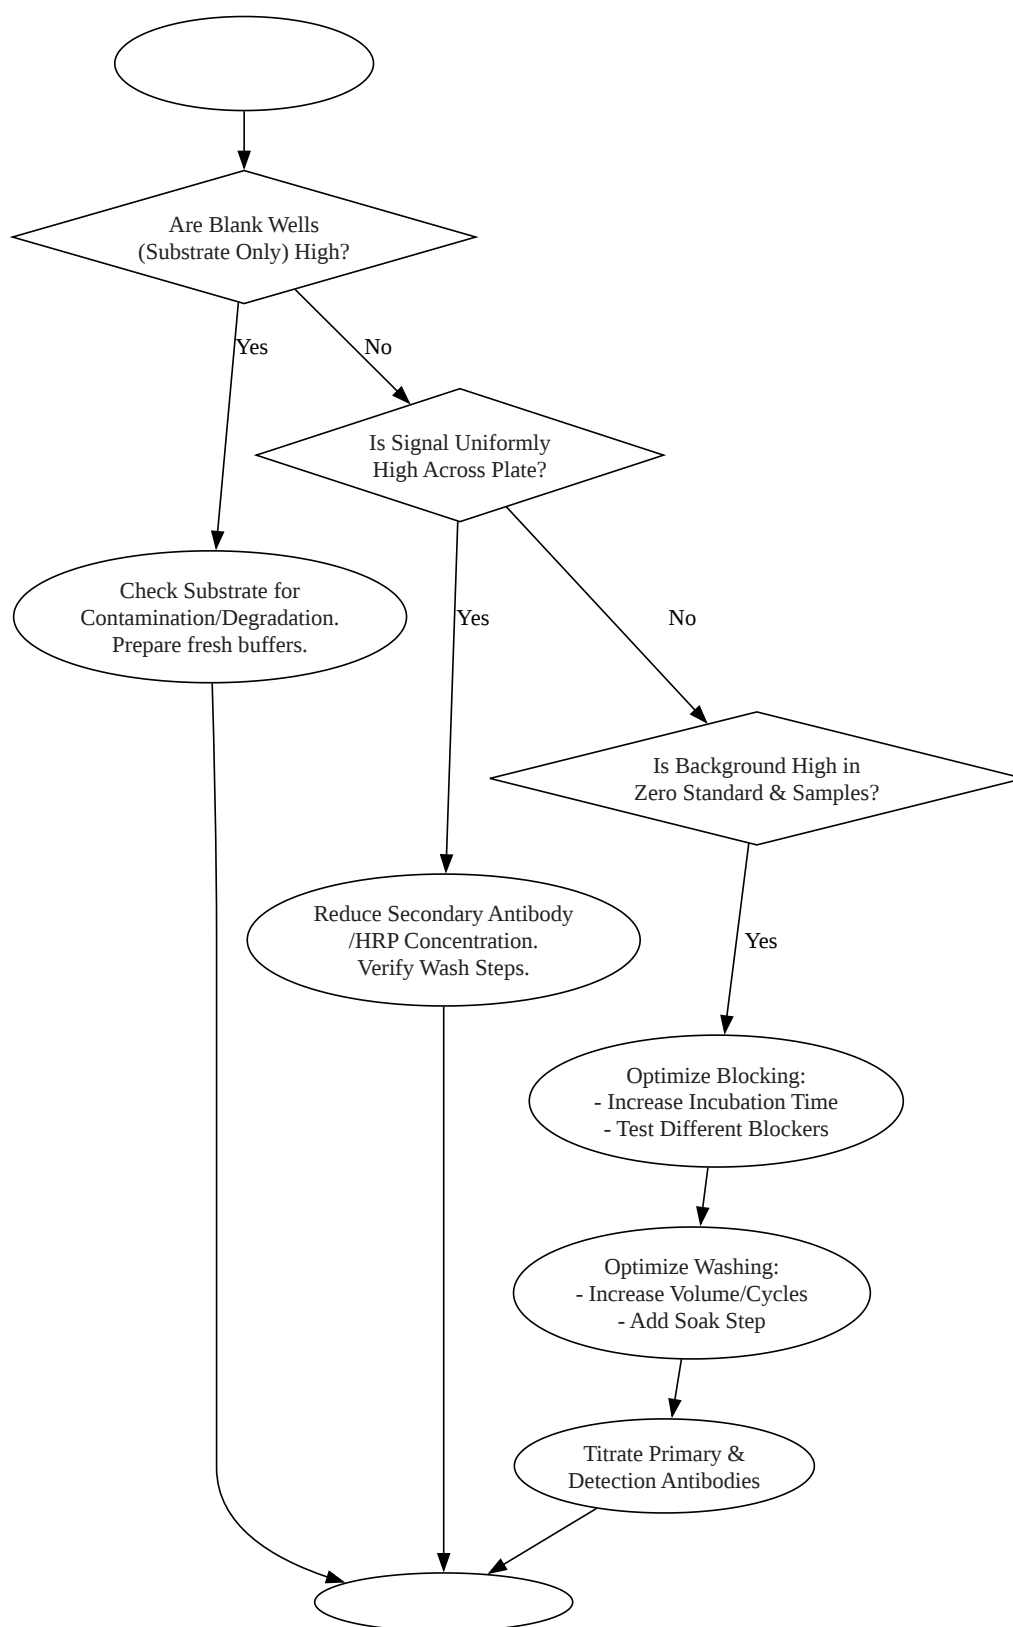 Are Blank Wells
(Substrate Only) High?
Yes
No
Is Signal Uniformly
High Across Plate?
Check Substrate for
Contamination/Degradation.
Prepare fresh buffers.
Yes
No
Is Background High in
Zero Standard & Samples?
Reduce Secondary Antibody
/HRP Concentration.
Verify Wash Steps.
Yes
Optimize Blocking:
- Increase Incubation Time
- Test Different Blockers
Optimize Washing:
- Increase Volume/Cycles
- Add Soak Step
Titrate Primary &
Detection Antibodies